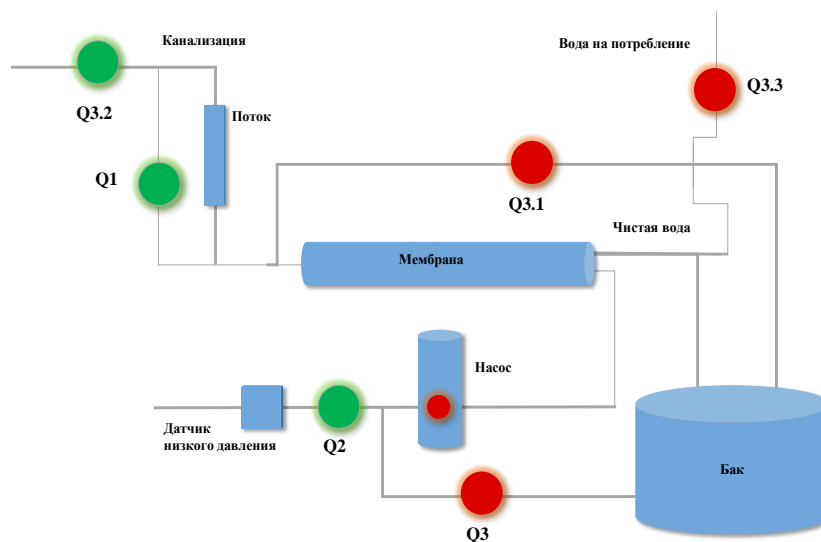 Канализация
Вода на потребление
Q3.2
Q3.3
Поток
Q1
Q3.1
Чистая вода
Мембрана
Насос
Датчик
низкого давления
Q2
Бак
Q3